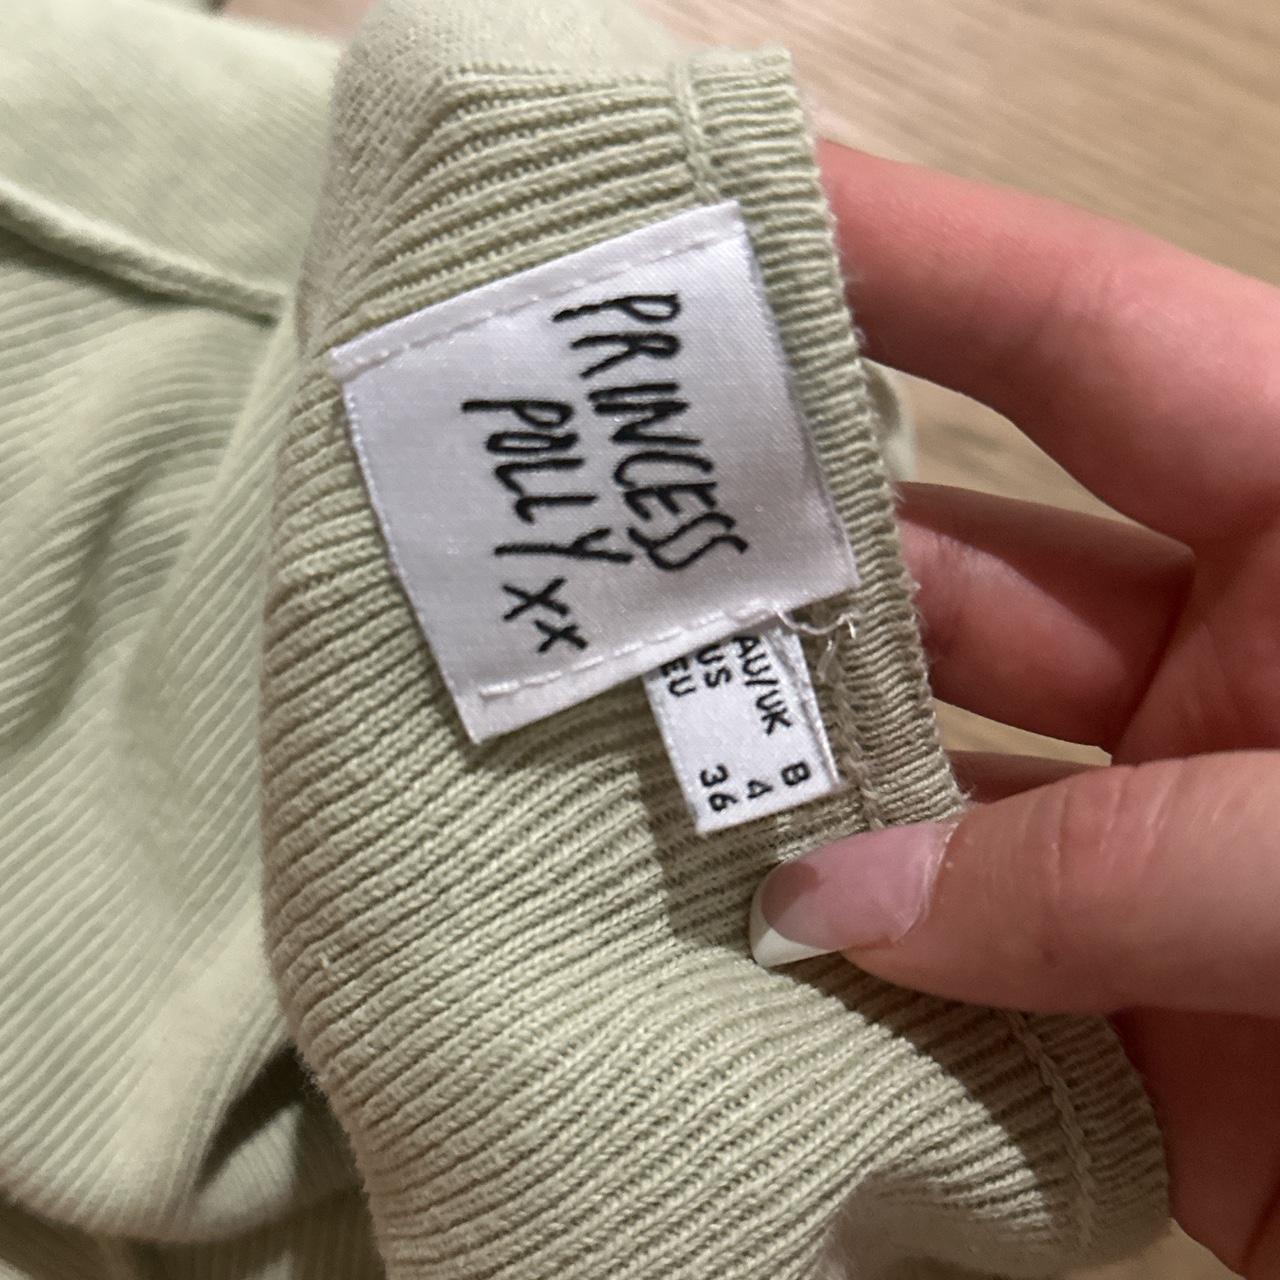 PRINCESS
POLLY xx
AU/UK 8
US 4
EU 36